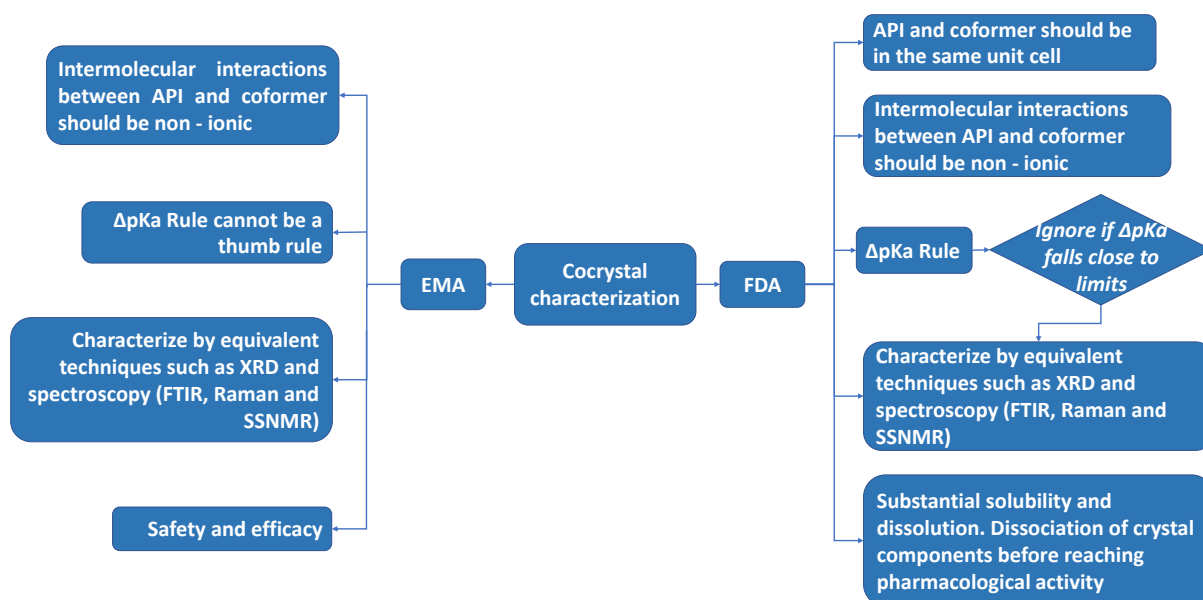 Intermolecular interactions
between API and coformer
should be non - ionic
ΔpKa Rule cannot be a
thumb rule
Characterize by equivalent
techniques such as XRD and
spectroscopy (FTIR, Raman and
SSNMR)
Safety and efficacy
EMA
Cocrystal
characterization
FDA
API and coformer should be
in the same unit cell
Intermolecular interactions
between API and coformer
should be non - ionic
ΔpKa Rule
Ignore if ΔpKa
falls close to
limits
Characterize by equivalent
techniques such as XRD and
spectroscopy (FTIR, Raman and
SSNMR)
Substantial solubility and
dissolution. Dissociation of crystal
components before reaching
pharmacological activity